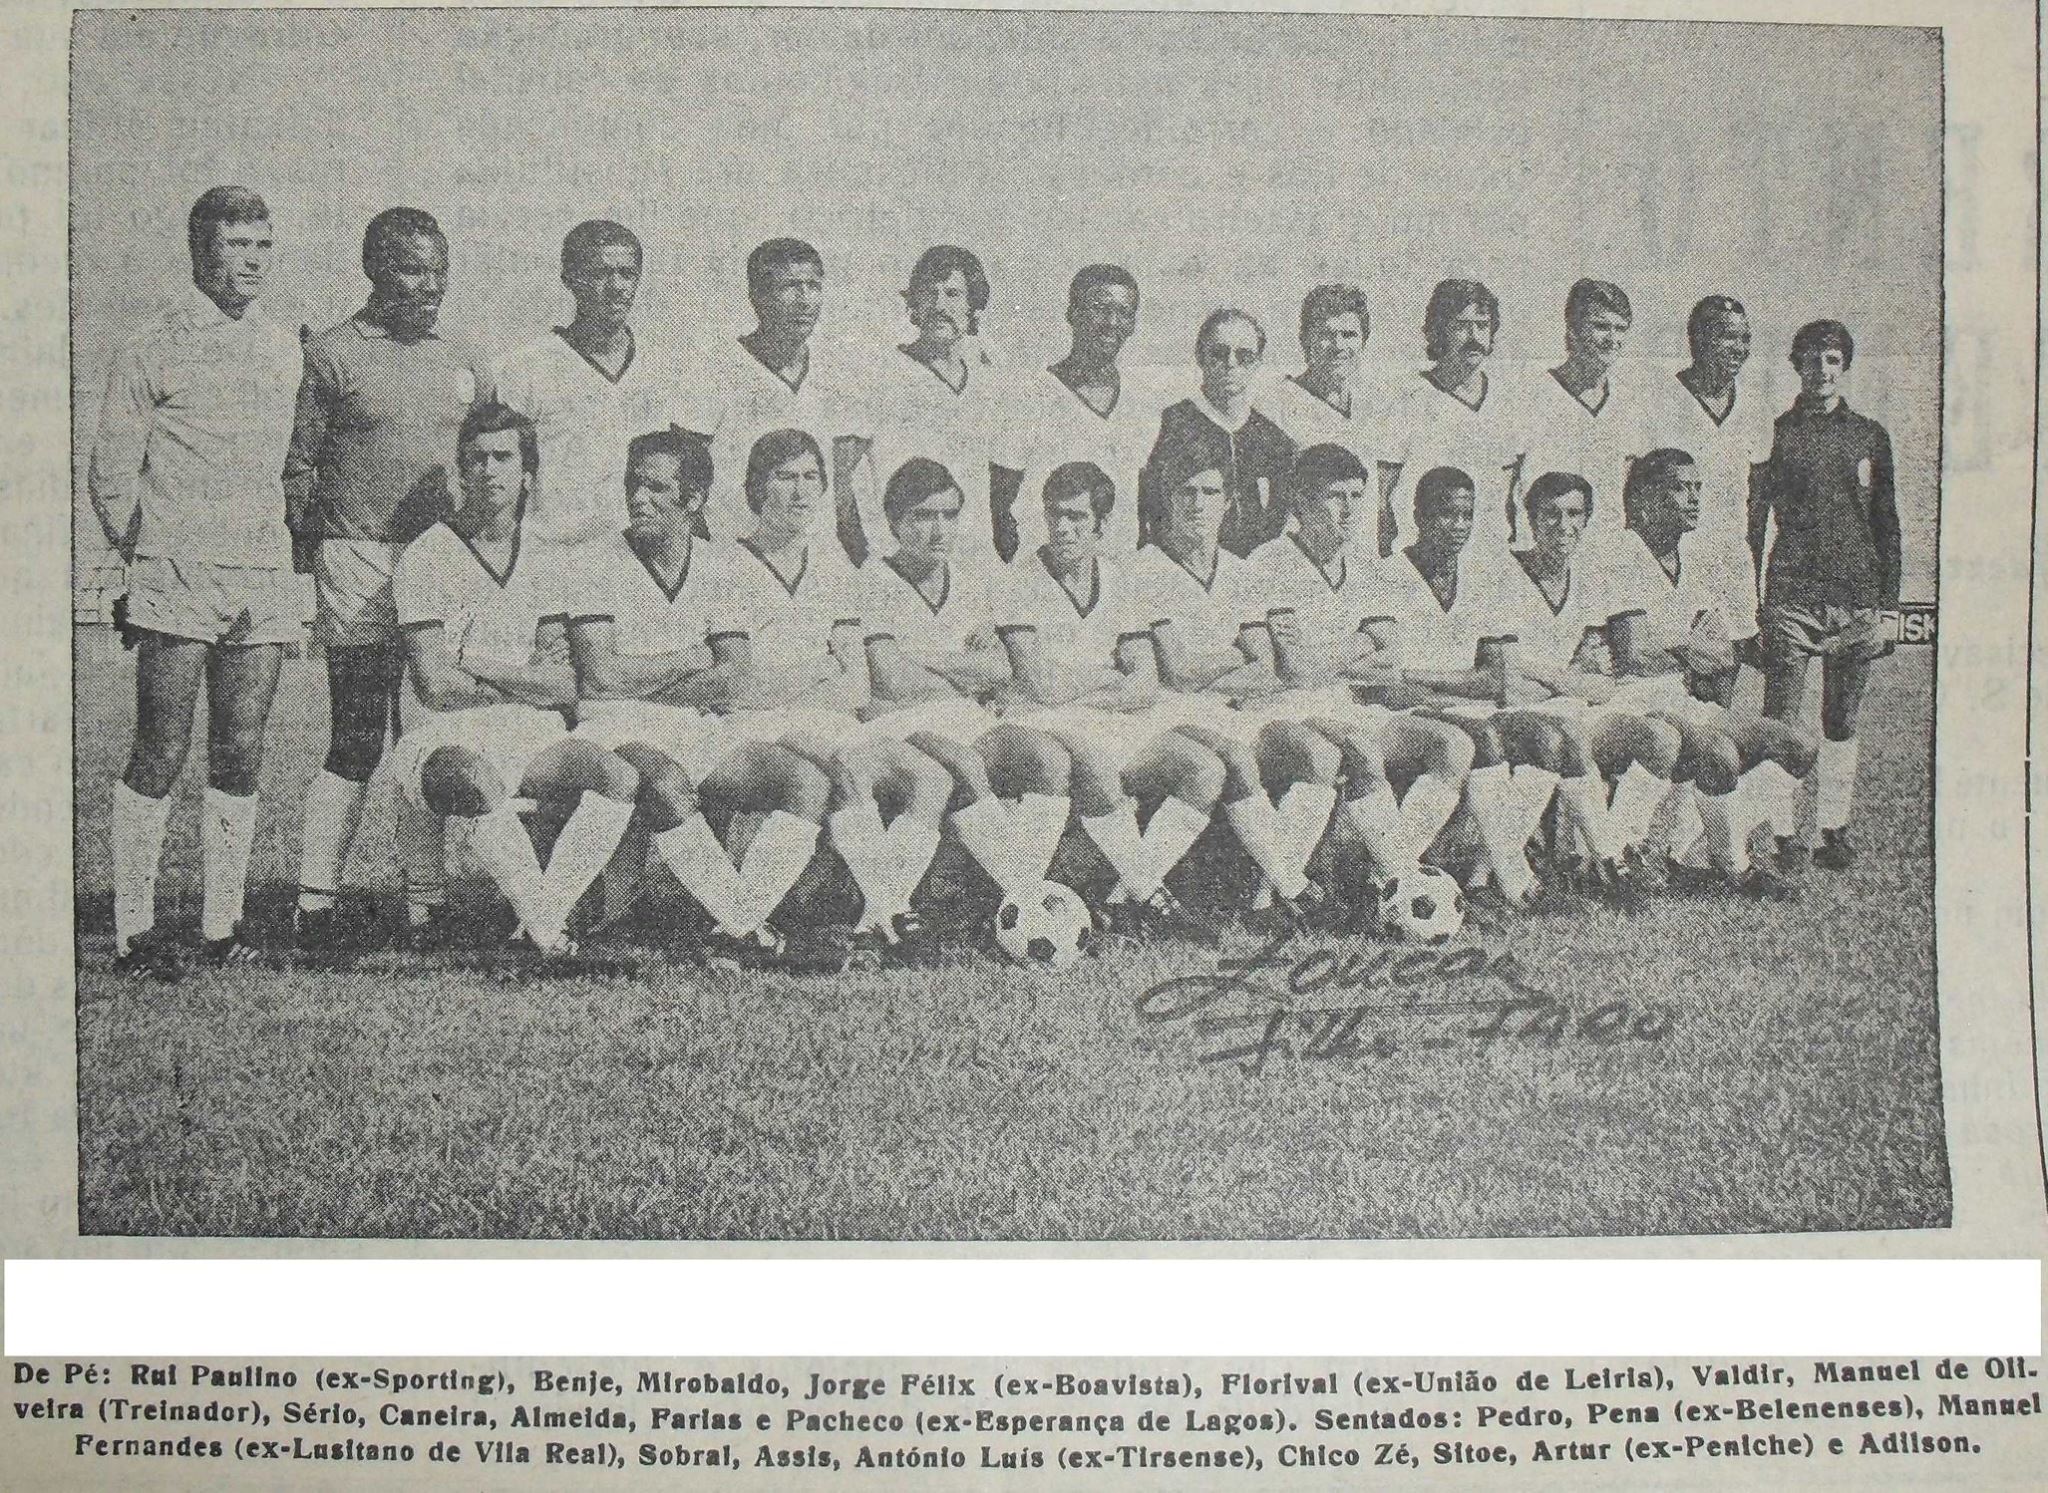 ISK
De Pé: Rui Paulino (ex-Sporting), Benje, Mirobaldo, Jorge Félix (ex-Boavista), Florival (ex-União de Leiria), Valdir, Manuel de Oli-
veira (Treinador), Sério, Caneira, Almeida, Farias e Pacheco (ex-Esperança de Lagos). Sentados: Pedro, Pena (ex-Belenenses), Manuel
Fernandes (ex-Lusitano de Vila Real), Sobral, Assis, António Luís (ex-Tirsense), Chico Zé, Sitoe, Artur (ex-Peniche) e Adilson.